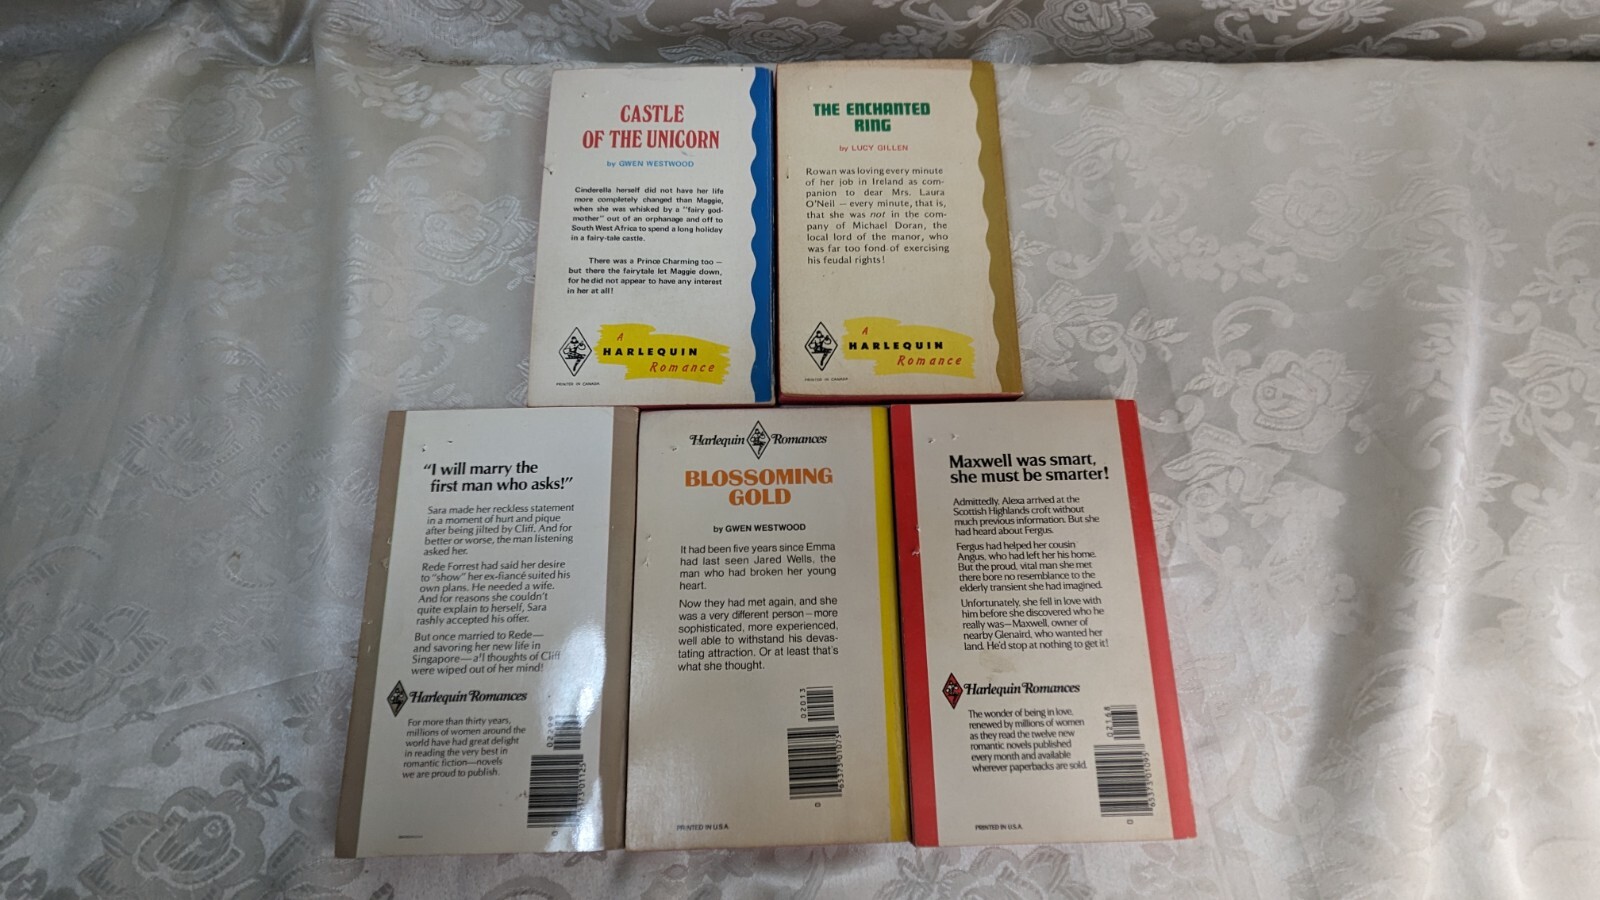 CASTLE
OF THE UNICORN
by GWEN WESTWOOD
Cinderella herself did not have her life
more completely changed than Maggie,
when she was whisked by a "fairy god-
mother" out of an orphanage and off to
South West Africa to spend a long holiday
in a fairy-tale castle.
There was a Prince Charming too —
but there the fairytale let Maggie down,
for he did not appear to have any interest
in her at all!
A
HARLEQUIN
Romance
PRINTED IN CANADA
THE ENCHANTED
RING
by LUCY GILLEN
Rowan was loving every minute
of her job in Ireland as com-
panion to dear Mrs. Laura
O'Neil — every minute, that is,
that she was not in the com-
pany of Michael Doran, the
local lord of the manor, who
was far too fond of exercising
his feudal rights!
A
HARLEQUIN
Romance
PRINTED IN CANADA
"I will marry the
first man who asks!"
Sara made her reckless statement
in a moment of hurt and pique
after being jilted by Cliff. And for
better or worse, the man listening
asked her.
Rede Forrest had said her desire
to "show" her ex-fiancé suited his
own plans. He needed a wife.
And for reasons she couldn't
quite explain to herself, Sara
rashly accepted his offer.
But once married to Rede—
and savoring her new life in
Singapore—all thoughts of Cliff
were wiped out of her mind!
Harlequin Romances
For more than thirty years,
millions of women around the
world have had great delight
in reading the very best in
romantic fiction—novels
we are proud to publish.
Harlequin Romances
BLOSSOMING
GOLD
by GWEN WESTWOOD
It had been five years since Emma
had last seen Jared Wells, the
man who had broken her young
heart.
Now they had met again, and she
was a very different person—more
sophisticated, more experienced,
well able to withstand his devas-
tating attraction. Or at least that's
what she thought.
02013
65373 01075
0
PRINTED IN U.S.A.
Maxwell was smart,
she must be smarter!
Admittedly, Alexa arrived at the
Scottish Highlands croft without
much previous information. But she
had heard about Fergus.
Fergus had helped her cousin
Angus, who had left her his home.
But the proud, vital man she met
there bore no resemblance to the
elderly transient she had imagined.
Unfortunately, she fell in love with
him before she discovered who he
really was—Maxwell, owner of
nearby Glenaird, who wanted her
land. He'd stop at nothing to get it!
Harlequin Romances
The wonder of being in love,
renewed by millions of women
as they read the twelve new
romantic novels published
every month and available
wherever paperbacks are sold.
02168
65373 01095
0
PRINTED IN U.S.A.